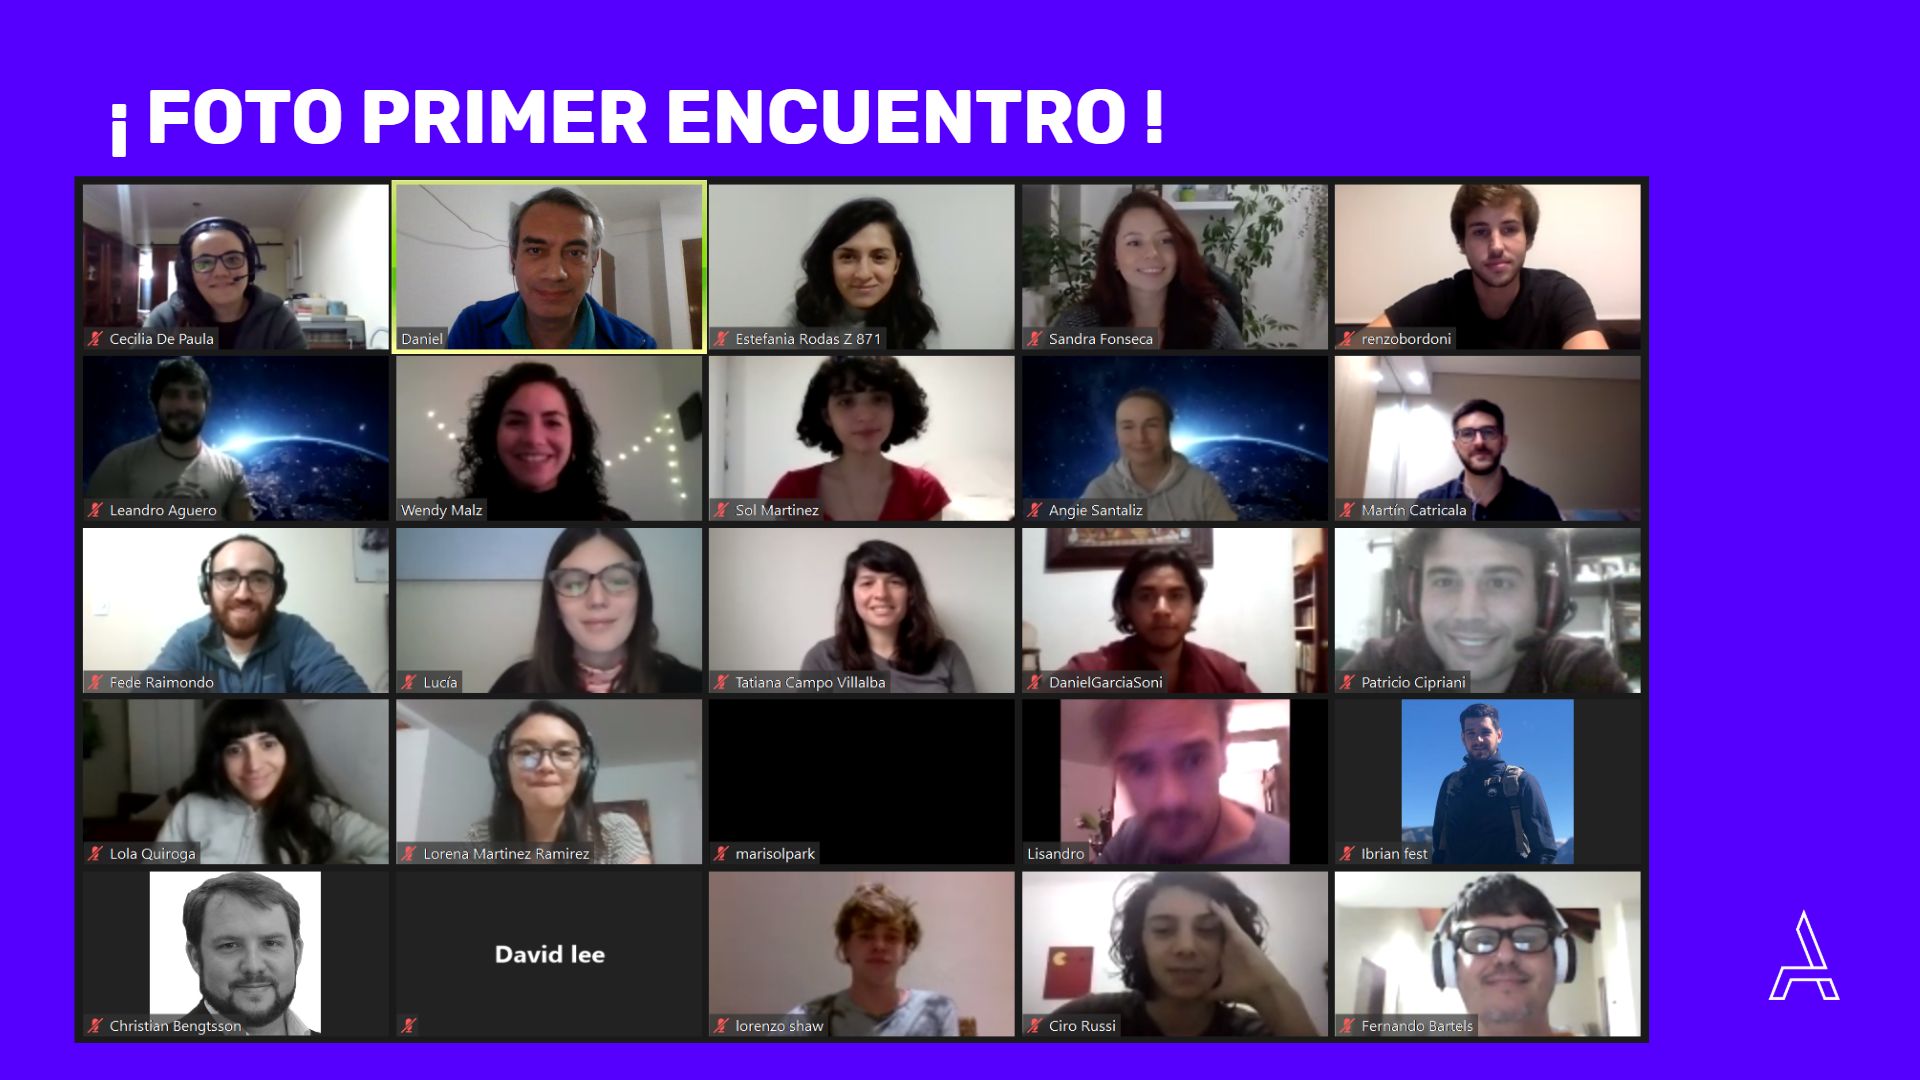 ¡ FOTO PRIMER ENCUENTRO !
Cecilia De Paula
Daniel
Estefania Rodas Z 871
Sandra Fonseca
renzobordoni
Leandro Aguero
Wendy Malz
Sol Martinez
Angie Santaliz
Martín Catricala
Fede Raimondo
Lucía
Tatiana Campo Villalba
DanielGarciaSoni
Patricio Cipriani
Lola Quiroga
Lorena Martinez Ramirez
marisolpark
Lisandro
Ibrian fest
Christian Bengtsson
David lee
lorenzo shaw
Ciro Russi
Fernando Bartels